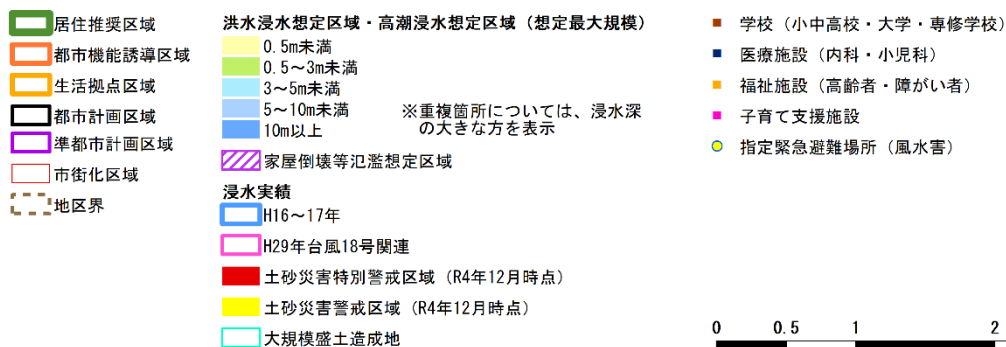 居住推奨区域
都市機能誘導区域
生活拠点区域
都市計画区域
準都市計画区域
市街化区域
地区界
洪水浸水想定区域・高潮浸水想定区域（想定最大規模）
0.5m未満
0.5～3m未満
3～5m未満
5～10m未満
10m以上
※重複箇所については、浸水深
の大きな方を表示
家屋倒壊等氾濫想定区域
浸水実績
H16～17年
H29年台風18号関連
土砂災害特別警戒区域（R4年12月時点）
土砂災害警戒区域（R4年12月時点）
大規模盛土造成地
学校（小中高校・大学・専修学校）
医療施設（内科・小児科）
福祉施設（高齢者・障がい者）
子育て支援施設
指定緊急避難場所（風水害）
0 0.5 1 2